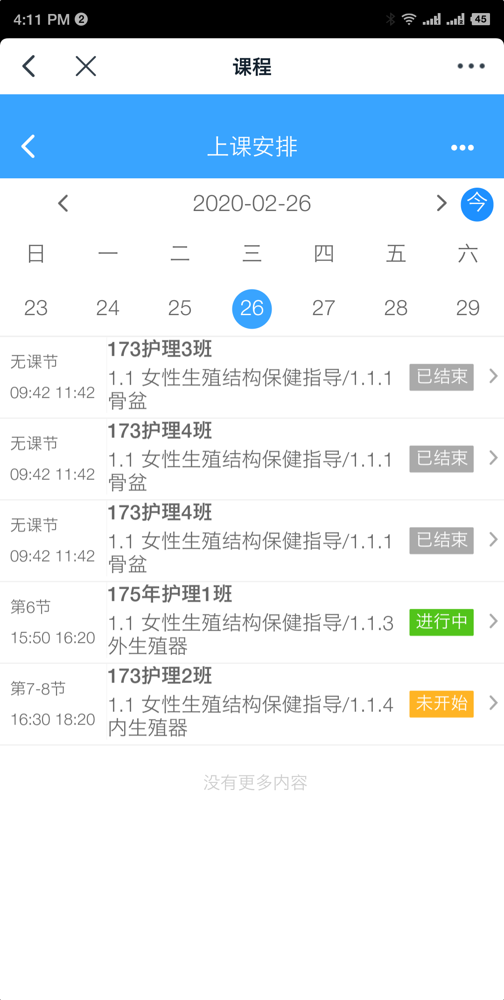 4:11 PM 2
1 2 45
课程
上课安排
2020-02-26 今
日 一 二 三 四 五 六
23 24 25 26 27 28 29
173护理3班
无课节
1.1 女性生殖结构保健指导/1.1.1
已结束
09:42 11:42
骨盆
173护理4班
无课节
1.1 女性生殖结构保健指导/1.1.1
已结束
09:42 11:42
骨盆
173护理4班
无课节
1.1 女性生殖结构保健指导/1.1.1
已结束
09:42 11:42
骨盆
175年护理1班
第6节
1.1 女性生殖结构保健指导/1.1.3
进行中
15:50 16:20
外生殖器
173护理2班
第7-8节
1.1 女性生殖结构保健指导/1.1.4
未开始
16:30 18:20
内生殖器
没有更多内容